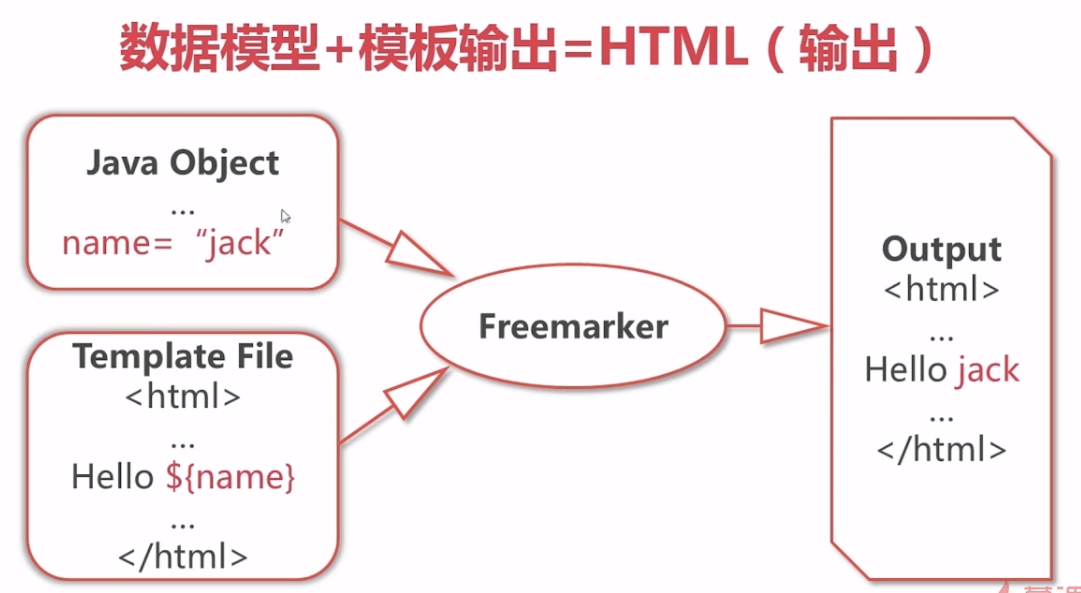 数据模型+模板输出=HTML（输出）
Java Object
...
name=“jack”
Template File
<html>
...
Hello ${name}
...
</html>
Freemarker
Output
<html>
...
Hello jack
...
</html>